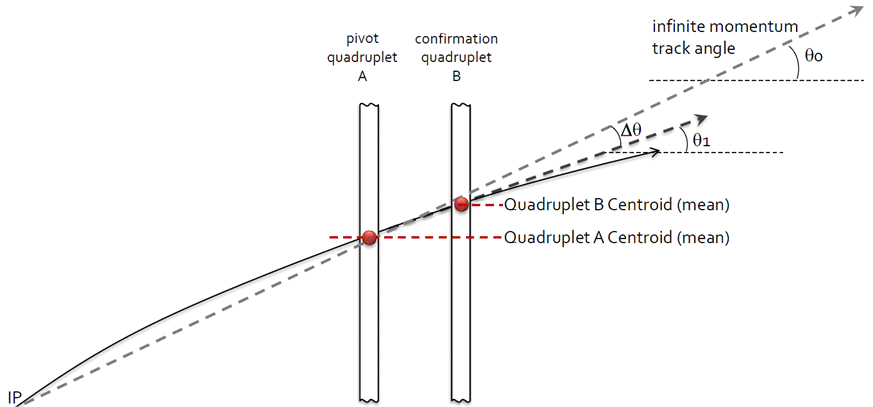 infinite momentum
track angle
θ0
pivot
quadruplet
A
confirmation
quadruplet
B
Δθ
θ1
Quadruplet B Centroid (mean)
Quadruplet A Centroid (mean)
IP